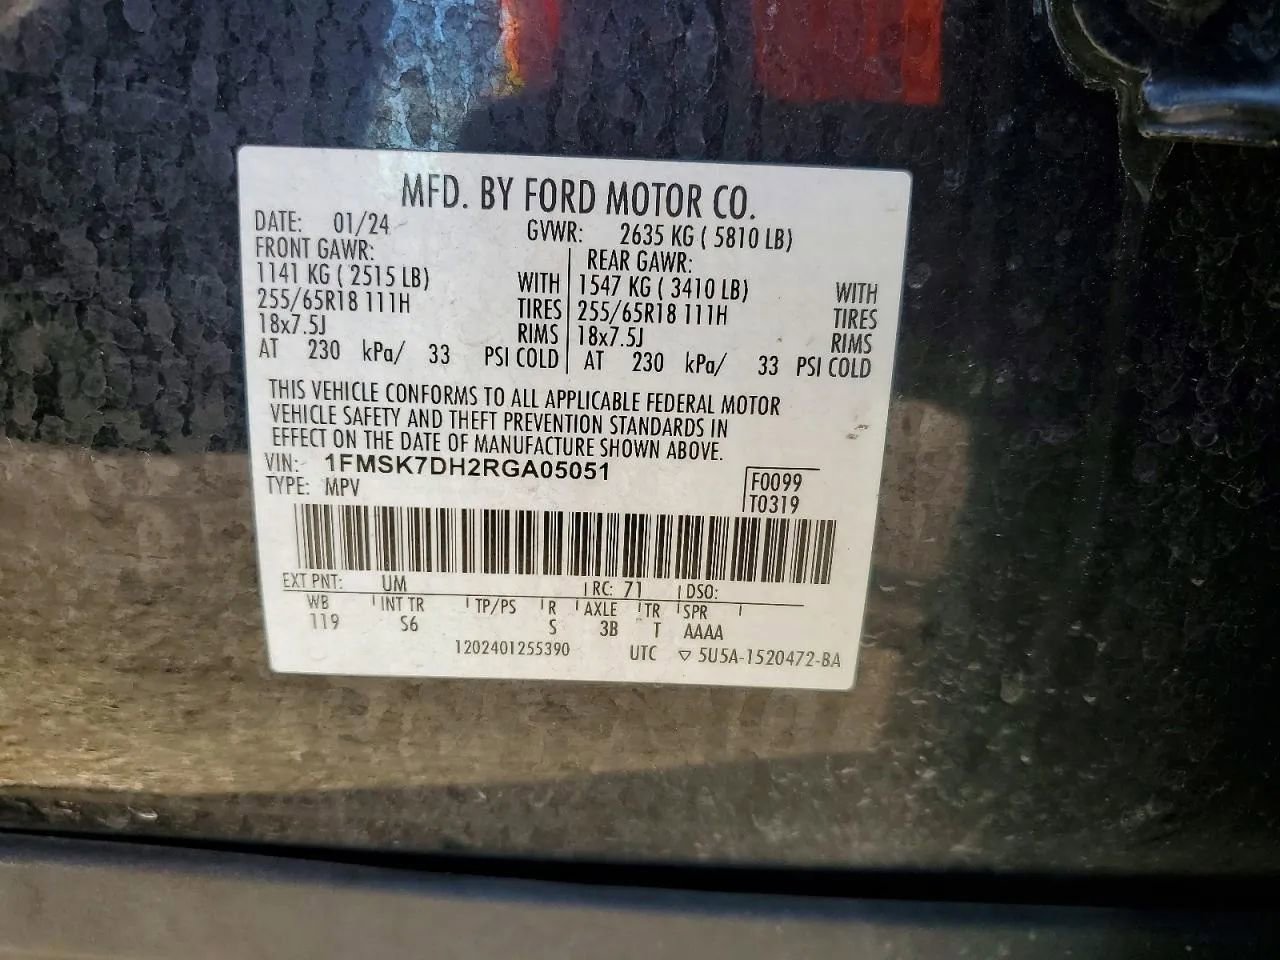 MFD. BY FORD MOTOR CO.
DATE: 01/24 GVWR: 2635 KG ( 5810 LB)
FRONT GAWR: REAR GAWR:
1141 KG ( 2515 LB) WITH 1547 KG ( 3410 LB) WITH
255/65R18 111H TIRES 255/65R18 111H TIRES
18x7.5J RIMS 18x7.5J RIMS
AT 230 kPa/ 33 PSI COLD AT 230 kPa/ 33 PSI COLD
THIS VEHICLE CONFORMS TO ALL APPLICABLE FEDERAL MOTOR
VEHICLE SAFETY AND THEFT PREVENTION STANDARDS IN
EFFECT ON THE DATE OF MANUFACTURE SHOWN ABOVE.
VIN: 1FMSK7DH2RGA05051
TYPE: MPV
F0099
T0319
EXT PNT: UM RC: 71 DSO:
WB INT TR TP/PS R AXLE TR SPR
119 S6 S 3B T AAAA
1202401255390 UTC ▽ 5U5A-1520472-BA